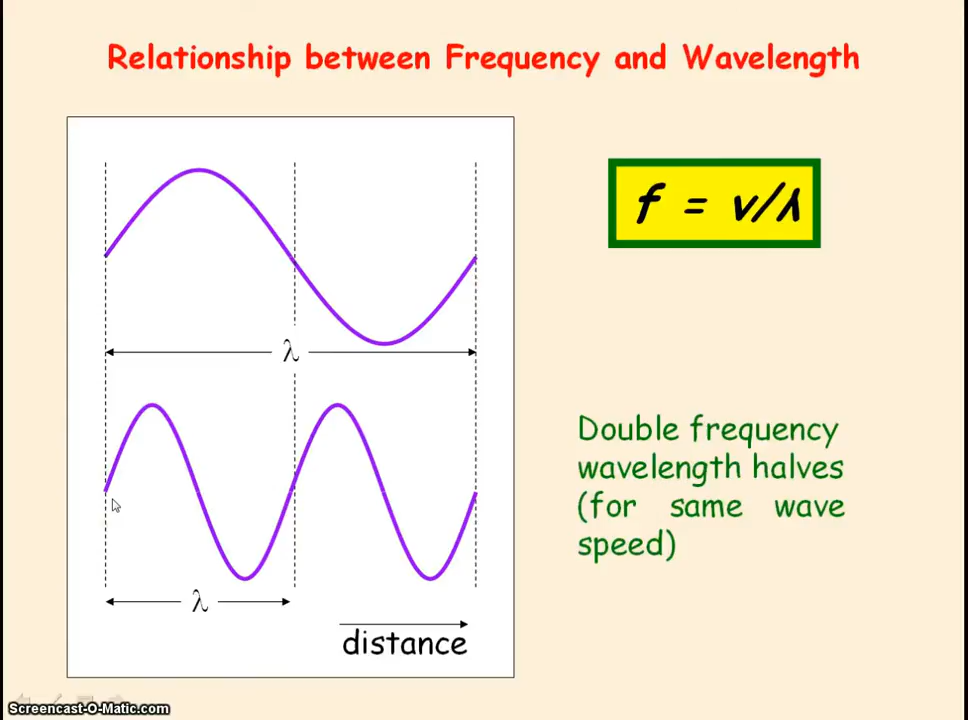 Relationship between Frequency and Wavelength
f = v/λ
λ
λ
distance
Double frequency
wavelength halves
(for same wave
speed)
Screencast-O-Matic.com